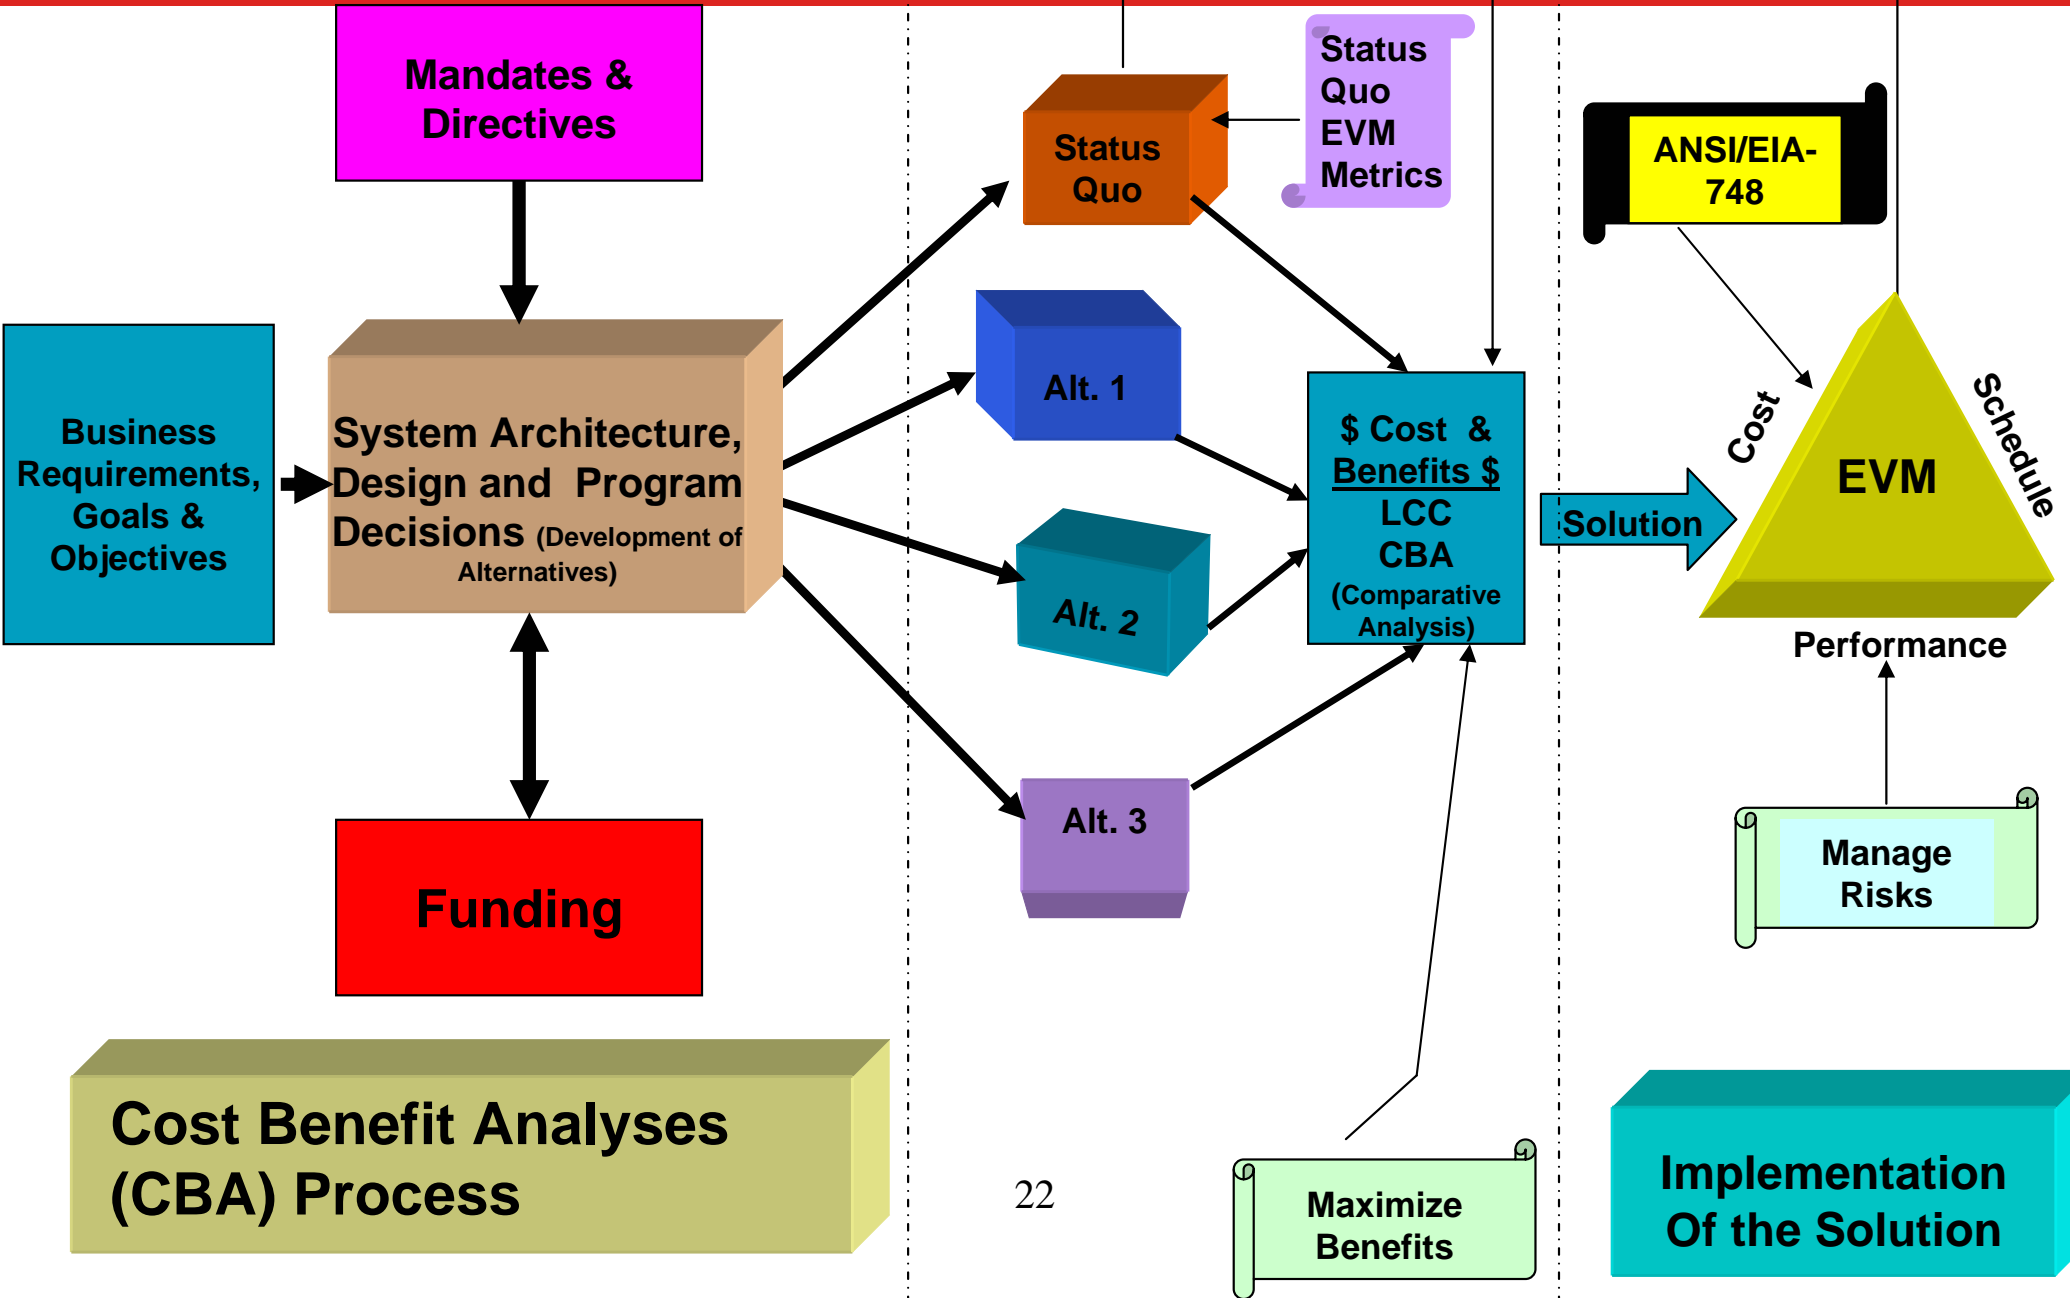 Mandates &
Directives
Business
Requirements,
Goals &
Objectives
System Architecture,
Design and Program
Decisions (Development of
Alternatives)
Funding
Cost Benefit Analyses
(CBA) Process
Status
Quo
Status
Quo
EVM
Metrics
Alt. 1
Alt. 2
Alt. 3
$ Cost & 
Benefits $
LCC
CBA
(Comparative
Analysis)
22
Maximize
Benefits
Solution
ANSI/EIA-
748
Cost
Schedule
EVM
Performance
Manage
Risks
Implementation
Of the Solution